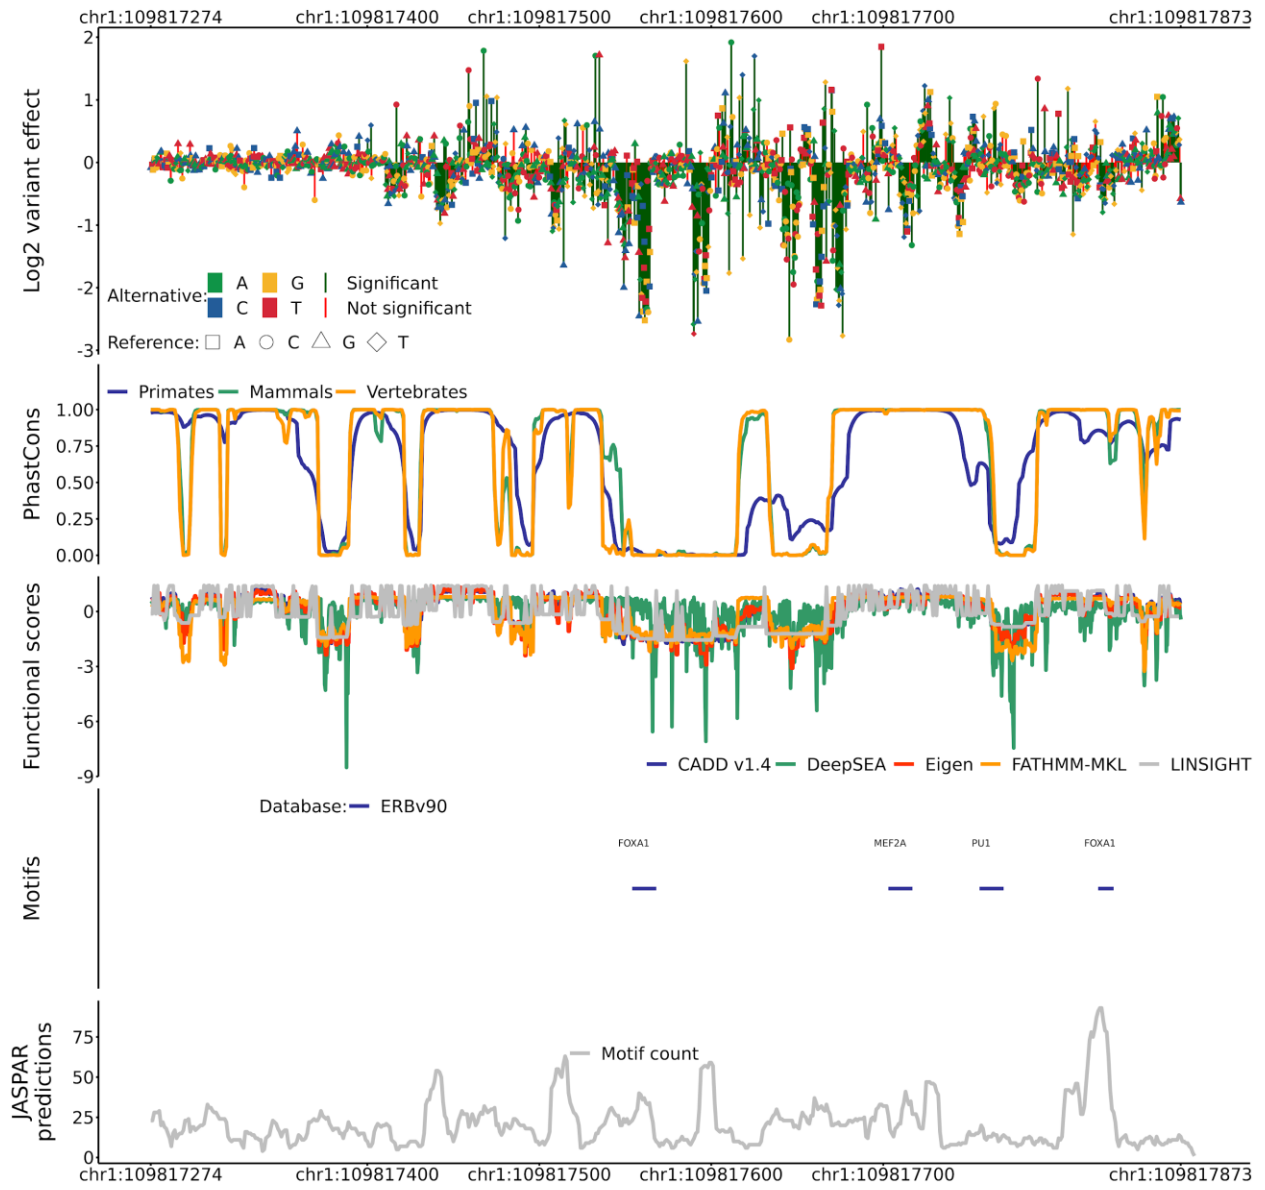 chr1:109817274 chr1:109817400 chr1:109817500 chr1:109817600 chr1:109817700 chr1:109817873
Log2 variant effect
2
1
0
-1
-2
-3
Alternative: A G Significant
C T Not significant
Reference: A C G T
PhastCons
Primates Mammals Vertebrates
1.00
0.75
0.50
0.25
0.00
Functional scores
0
-3
-6
-9
CADD v1.4 DeepSEA Eigen FATHMM-MKL LINSIGHT
Motifs
Database: ERBv90
FOXA1 MEF2A PU1 FOXA1
JASPAR
predictions
75
50
25
0
Motif count
chr1:109817274 chr1:109817400 chr1:109817500 chr1:109817600 chr1:109817700 chr1:109817873